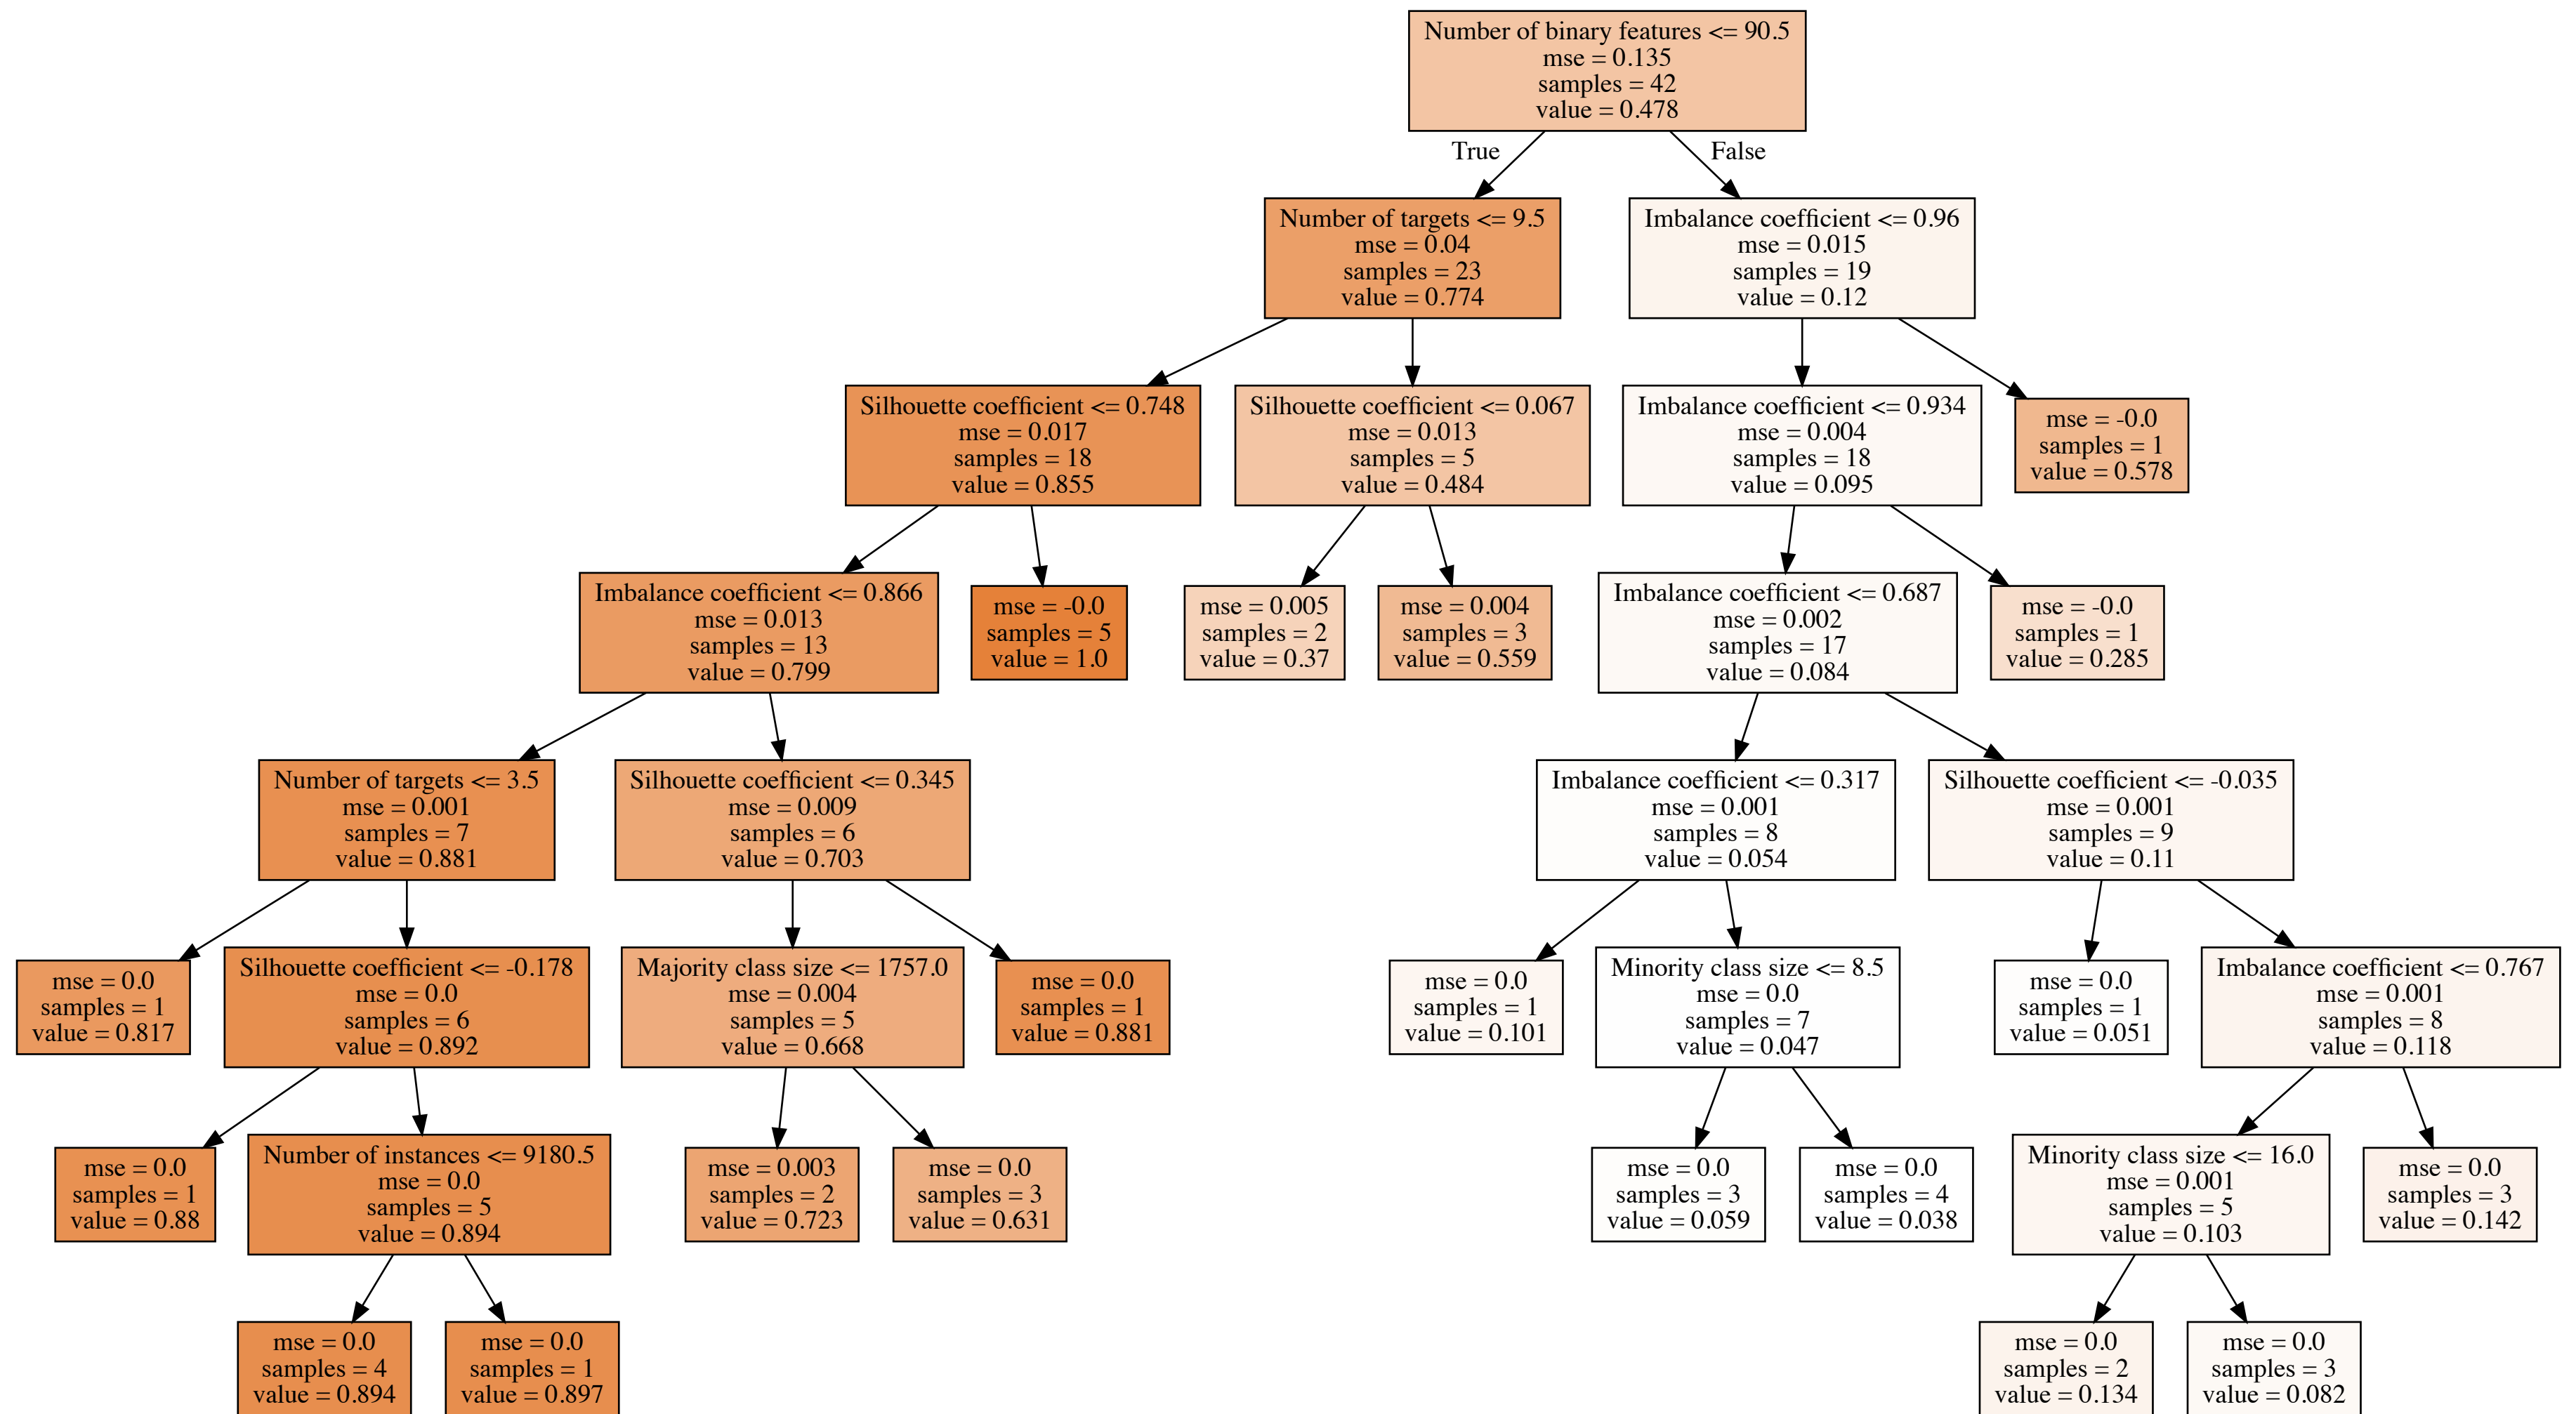 Number of binary features <= 90.5
mse = 0.135
samples = 42
value = 0.478
True
False
Number of targets <= 9.5
mse = 0.04
samples = 23
value = 0.774
Imbalance coefficient <= 0.96
mse = 0.015
samples = 19
value = 0.12
Silhouette coefficient <= 0.748
mse = 0.017
samples = 18
value = 0.855
Silhouette coefficient <= 0.067
mse = 0.013
samples = 5
value = 0.484
Imbalance coefficient <= 0.934
mse = 0.004
samples = 18
value = 0.095
mse = -0.0
samples = 1
value = 0.578
Imbalance coefficient <= 0.866
mse = 0.013
samples = 13
value = 0.799
mse = -0.0
samples = 5
value = 1.0
mse = 0.005
samples = 2
value = 0.37
mse = 0.004
samples = 3
value = 0.559
Imbalance coefficient <= 0.687
mse = 0.002
samples = 17
value = 0.084
mse = -0.0
samples = 1
value = 0.285
Number of targets <= 3.5
mse = 0.001
samples = 7
value = 0.881
Silhouette coefficient <= 0.345
mse = 0.009
samples = 6
value = 0.703
Imbalance coefficient <= 0.317
mse = 0.001
samples = 8
value = 0.054
Silhouette coefficient <= -0.035
mse = 0.001
samples = 9
value = 0.11
mse = 0.0
samples = 1
value = 0.817
Silhouette coefficient <= -0.178
mse = 0.0
samples = 6
value = 0.892
Majority class size <= 1757.0
mse = 0.004
samples = 5
value = 0.668
mse = 0.0
samples = 1
value = 0.881
mse = 0.0
samples = 1
value = 0.101
Minority class size <= 8.5
mse = 0.0
samples = 7
value = 0.047
mse = 0.0
samples = 1
value = 0.051
Imbalance coefficient <= 0.767
mse = 0.001
samples = 8
value = 0.118
mse = 0.0
samples = 1
value = 0.88
Number of instances <= 9180.5
mse = 0.0
samples = 5
value = 0.894
mse = 0.003
samples = 2
value = 0.723
mse = 0.0
samples = 3
value = 0.631
mse = 0.0
samples = 3
value = 0.059
mse = 0.0
samples = 4
value = 0.038
Minority class size <= 16.0
mse = 0.001
samples = 5
value = 0.103
mse = 0.0
samples = 3
value = 0.142
mse = 0.0
samples = 4
value = 0.894
mse = 0.0
samples = 1
value = 0.897
mse = 0.0
samples = 2
value = 0.134
mse = 0.0
samples = 3
value = 0.082